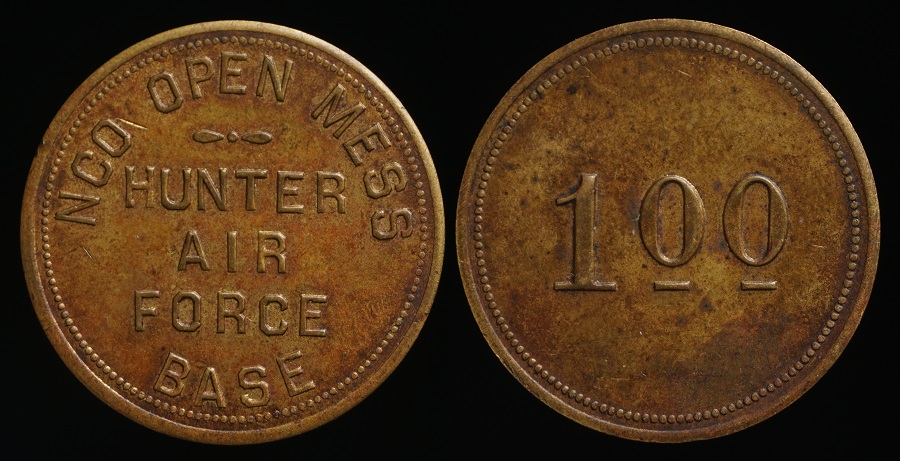 NCO OPEN MESS
HUNTER
AIR
FORCE
BASE
100